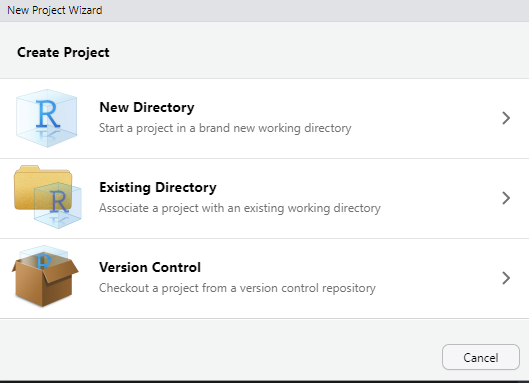 New Project Wizard
Create Project
R
New Directory
Start a project in a brand new working directory
R
Existing Directory
Associate a project with an existing working directory
R
Version Control
Checkout a project from a version control repository
Cancel